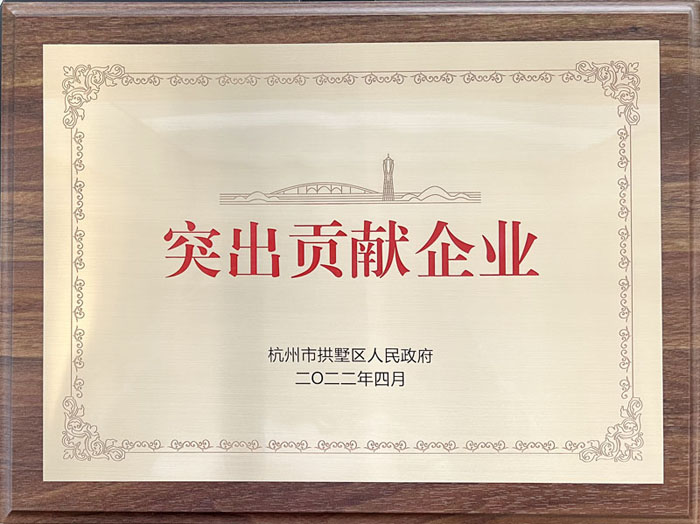 突出贡献企业
杭州市拱墅区人民政府
二〇二二年四月